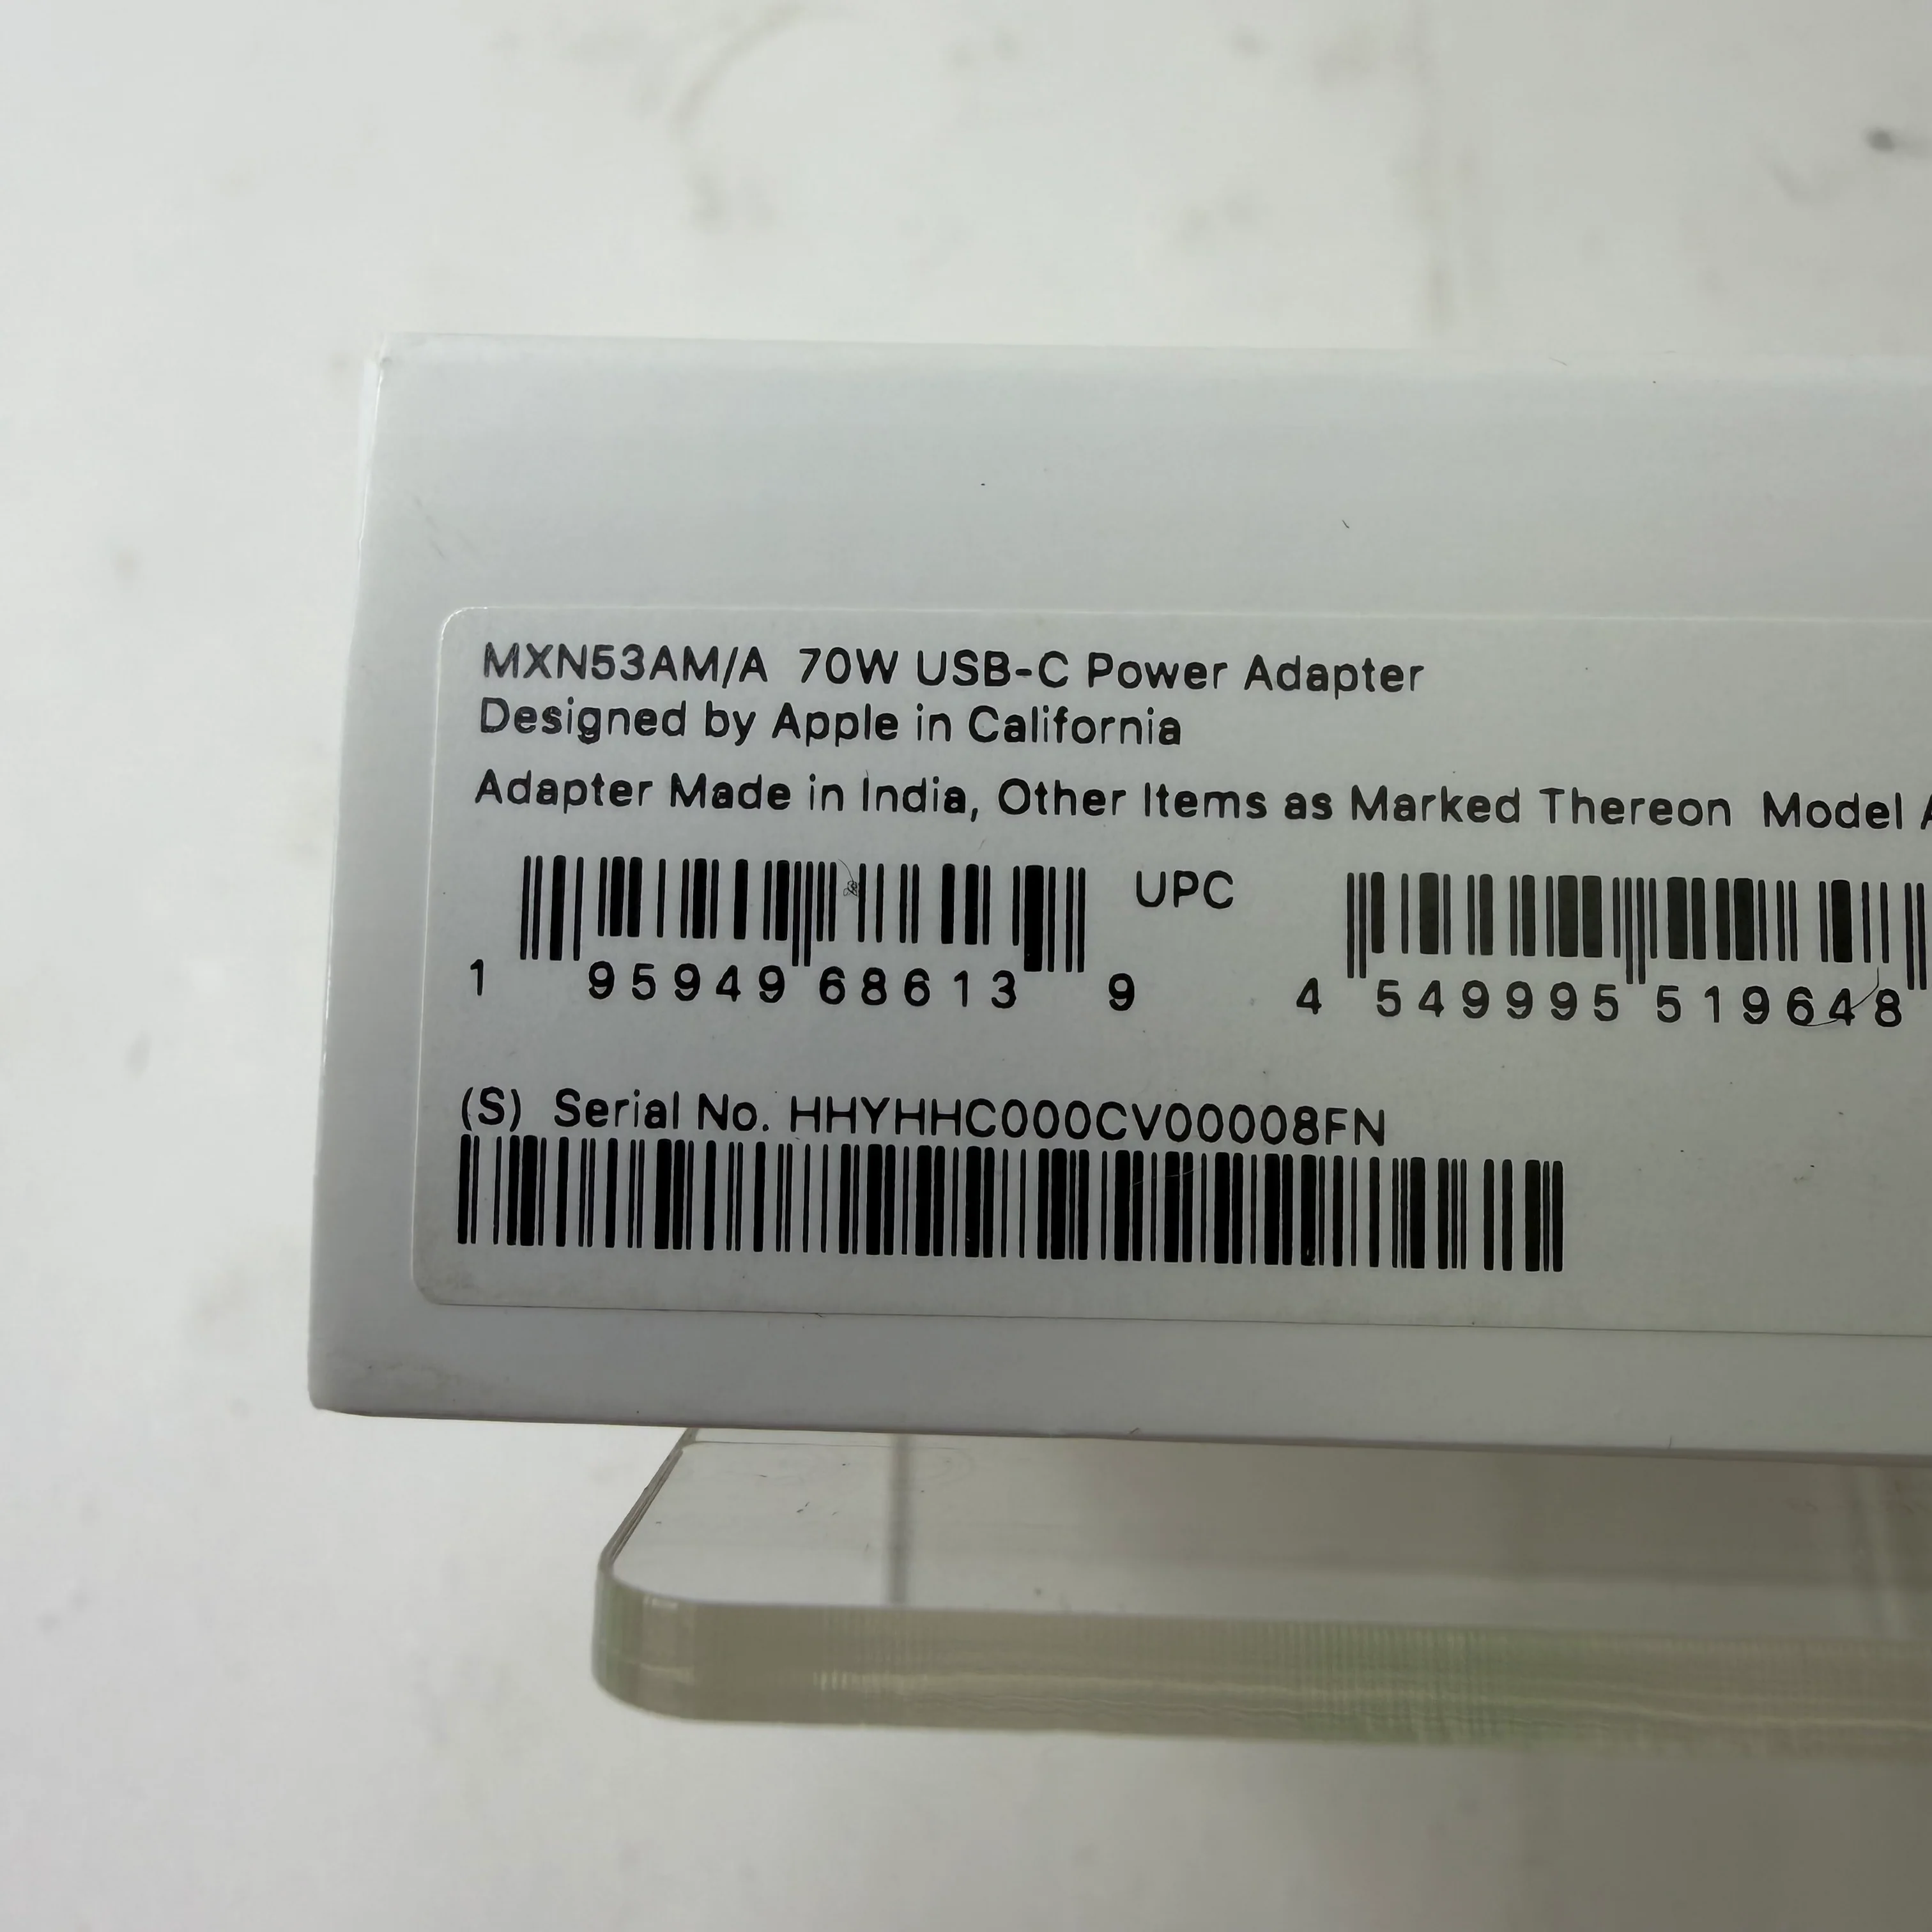 MXN53AM/A 70W USB-C Power Adapter
Designed by Apple in California
Adapter Made in India, Other Items as Marked Thereon Model
UPC
1 95949 68613 9
4 549995 519648
(S) Serial No. HHYHHC000CV00008FN